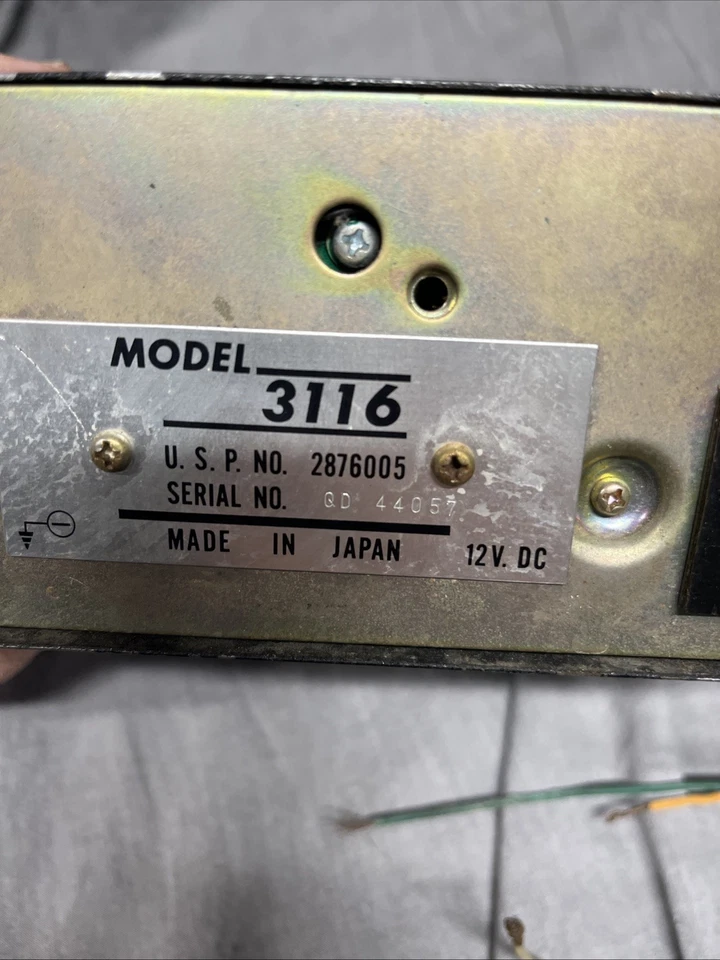 MODEL
3116
U. S. P. NO. 2876005
SERIAL NO. QD 44057
MADE IN JAPAN 12V. DC